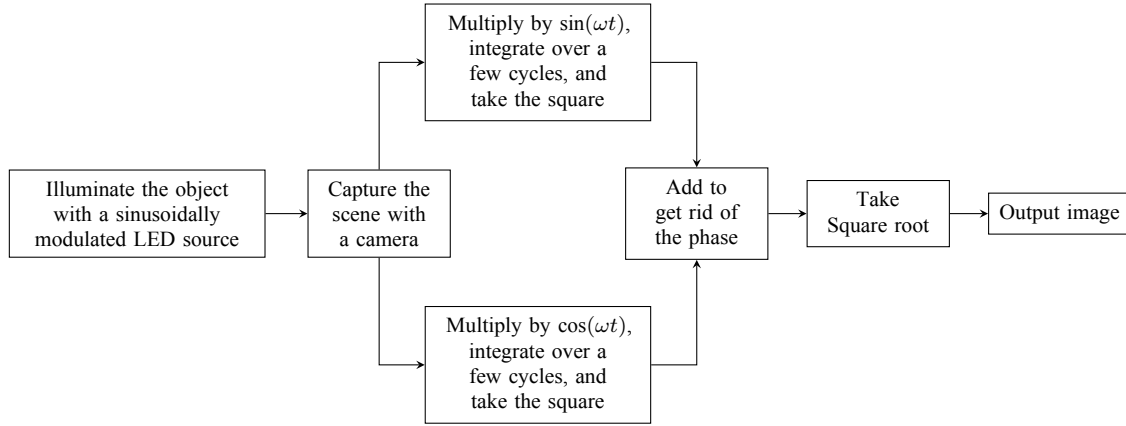 Illuminate the object
with a sinusoidally
modulated LED source
Capture the
scene with
a camera
Multiply by sin(ωt),
integrate over a
few cycles, and
take the square
Multiply by cos(ωt),
integrate over a
few cycles, and
take the square
Add to
get rid of
the phase
Take
Square root
Output image